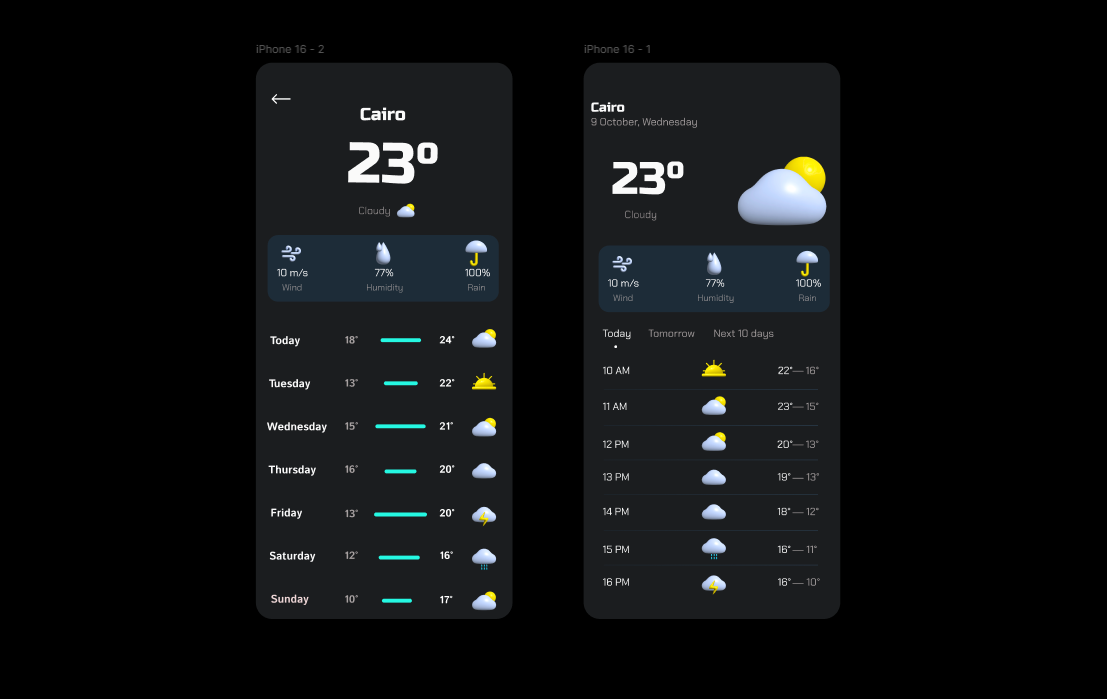 iPhone 16 - 2
Cairo
23°
Cloudy
10 m/s 77% 100%
Wind Humidity Rain
Today 18° 24°
Tuesday 13° 22°
Wednesday 15° 21°
Thursday 16° 20°
Friday 13° 20°
Saturday 12° 16°
Sunday 10° 17°
iPhone 16 - 1
Cairo
9 October, Wednesday
23°
Cloudy
10 m/s 77% 100%
Wind Humidity Rain
Today Tomorrow Next 10 days
10 AM 22°— 16°
11 AM 23°— 15°
12 PM 20°— 13°
13 PM 19°— 13°
14 PM 18°— 12°
15 PM 16°— 11°
16 PM 16°— 10°